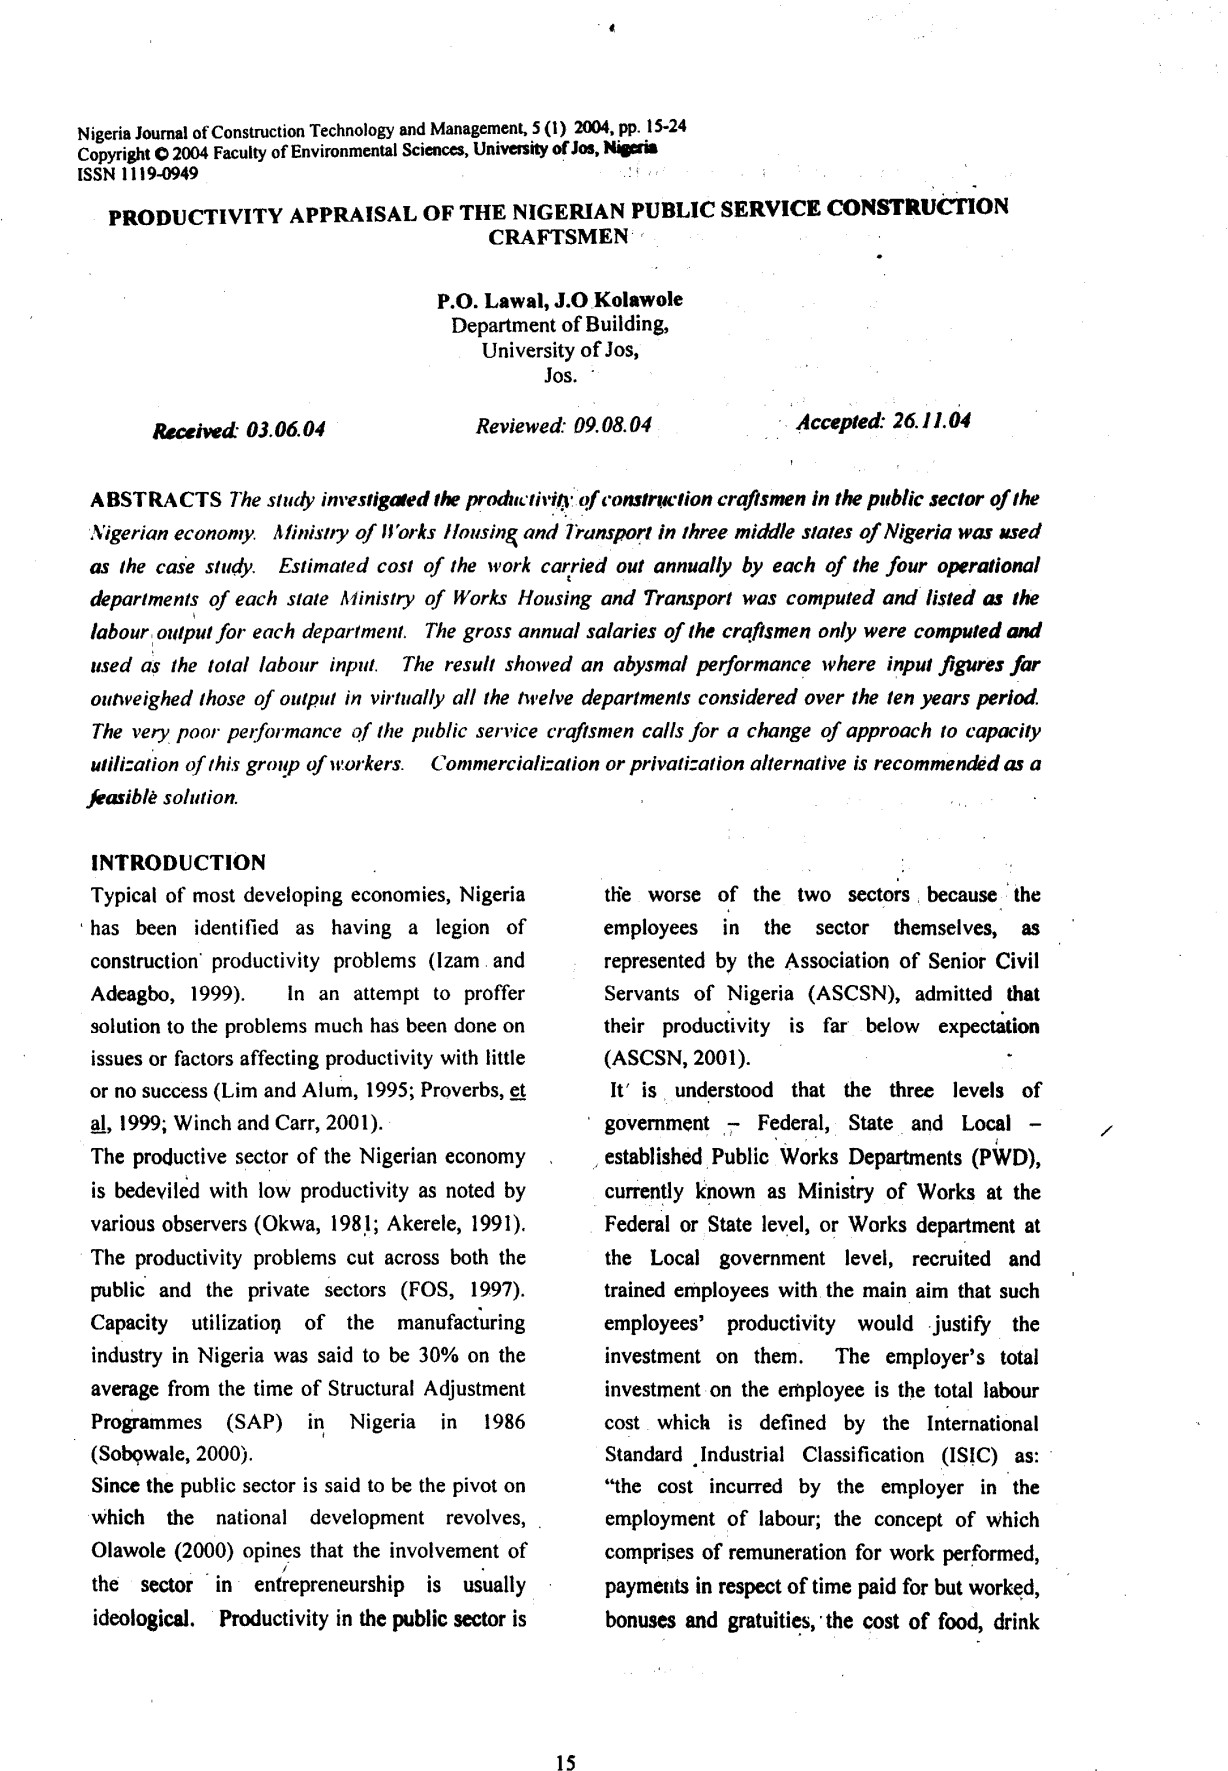 Nigeria Journal of Construction Technology and Management, 5 (1) 2004, pp. 15-24
Copyright © 2004 Faculty of Environmental Sciences, University of Jos, Nigeria
ISSN 1119-0949
PRODUCTIVITY APPRAISAL OF THE NIGERIAN PUBLIC SERVICE CONSTRUCTION
CRAFTSMEN
P.O. Lawal, J.O Kolawole
Department of Building,
University of Jos,
Jos.
Received: 03.06.04 Reviewed: 09.08.04 Accepted: 26.11.04
ABSTRACTS The study investigated the productivity of construction craftsmen in the public sector of the
Nigerian economy. Ministry of Works Housing and Transport in three middle states of Nigeria was used
as the case study. Estimated cost of the work carried out annually by each of the four operational
departments of each state Ministry of Works Housing and Transport was computed and listed as the
labour output for each department. The gross annual salaries of the craftsmen only were computed and
used as the total labour input. The result showed an abysmal performance where input figures far
outweighed those of output in virtually all the twelve departments considered over the ten years period.
The very poor performance of the public service craftsmen calls for a change of approach to capacity
utilization of this group of workers. Commercialization or privatization alternative is recommended as a
feasible solution.
INTRODUCTION
Typical of most developing economies, Nigeria
has been identified as having a legion of
construction productivity problems (Izam and
Adeagbo, 1999). In an attempt to proffer
solution to the problems much has been done on
issues or factors affecting productivity with little
or no success (Lim and Alum, 1995; Proverbs, et
al, 1999; Winch and Carr, 2001).
The productive sector of the Nigerian economy
is bedeviled with low productivity as noted by
various observers (Okwa, 1981; Akerele, 1991).
The productivity problems cut across both the
public and the private sectors (FOS, 1997).
Capacity utilization of the manufacturing
industry in Nigeria was said to be 30% on the
average from the time of Structural Adjustment
Programmes (SAP) in Nigeria in 1986
(Sobowale, 2000).
Since the public sector is said to be the pivot on
which the national development revolves,
Olawole (2000) opines that the involvement of
the sector in entrepreneurship is usually
ideological. Productivity in the public sector is
the worse of the two sectors because the
employees in the sector themselves, as
represented by the Association of Senior Civil
Servants of Nigeria (ASCSN), admitted that
their productivity is far below expectation
(ASCSN, 2001).
It is understood that the three levels of
government – Federal, State and Local –
established Public Works Departments (PWD),
currently known as Ministry of Works at the
Federal or State level, or Works department at
the Local government level, recruited and
trained employees with the main aim that such
employees' productivity would justify the
investment on them. The employer's total
investment on the employee is the total labour
cost which is defined by the International
Standard Industrial Classification (ISIC) as:
"the cost incurred by the employer in the
employment of labour; the concept of which
comprises of remuneration for work performed,
payments in respect of time paid for but worked,
bonuses and gratuities, the cost of food, drink
15